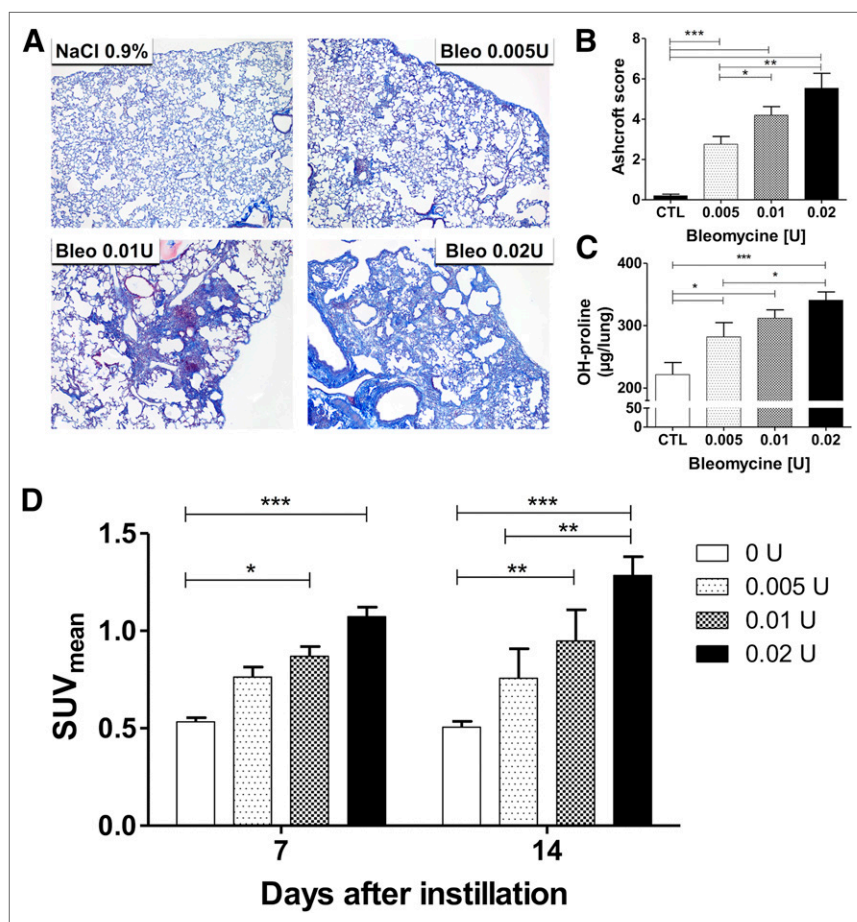 A
NaCl 0.9%
Bleo 0.005U
Bleo 0.01U
Bleo 0.02U
B
***
**
*
8
6
4
2
0
Ashcroft score
CTL 0.005 0.01 0.02
Bleomycine [U]
C
***
*
*
400
300
200
50
0
OH-proline
(µg/lung)
CTL 0.005 0.01 0.02
Bleomycine [U]
D
*** ***
**
* **
1.5
1.0
0.5
0.0
SUVmean
7 14
Days after instillation
0 U
0.005 U
0.01 U
0.02 U